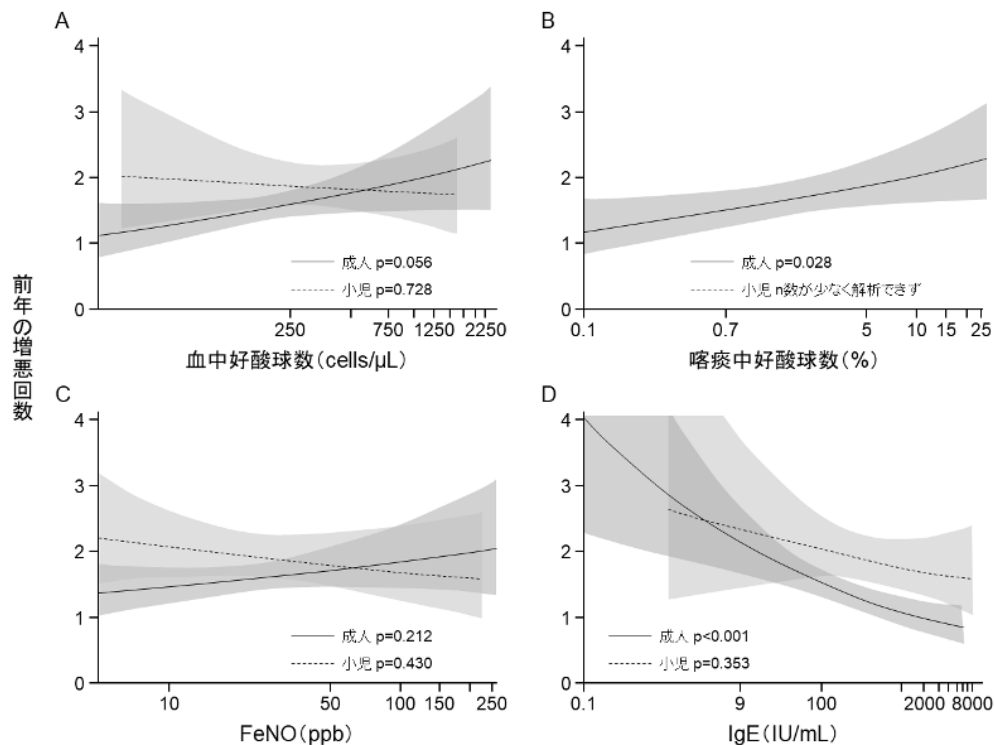 前年の増悪回数
A
4
3
2
1
0
成人 p=0.056
小児 p=0.728
250 750 1250 2250
血中好酸球数(cells/μL)
B
4
3
2
1
0
成人 p=0.028
小児 n数が少なく解析できず
0.1 0.7 5 10 15 25
喀痰中好酸球数(%)
C
4
3
2
1
0
成人 p=0.212
小児 p=0.430
10 50 100 150 250
FeNO(ppb)
D
4
3
2
1
0
成人 p<0.001
小児 p=0.353
0.1 9 100 2000 8000
IgE(IU/mL)